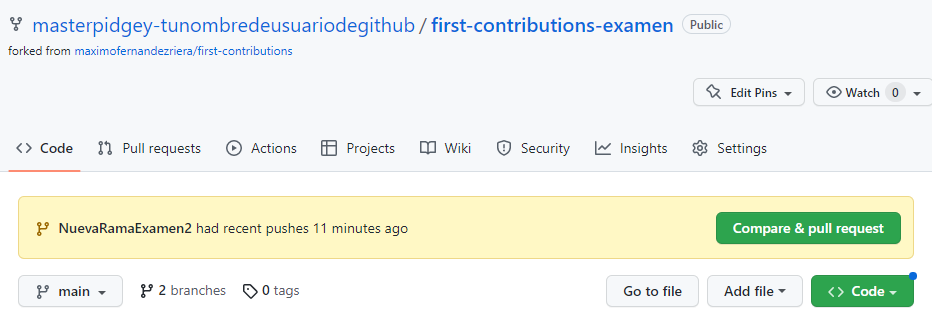 masterpidgey-tunombredeusuariodegithub / first-contributions-examen Public
forked from maximofernandezriera/first-contributions
Edit Pins Watch 0
Code Pull requests Actions Projects Wiki Security Insights Settings
NuevaRamaExamen2 had recent pushes 11 minutes ago Compare & pull request
main 2 branches 0 tags Go to file Add file Code